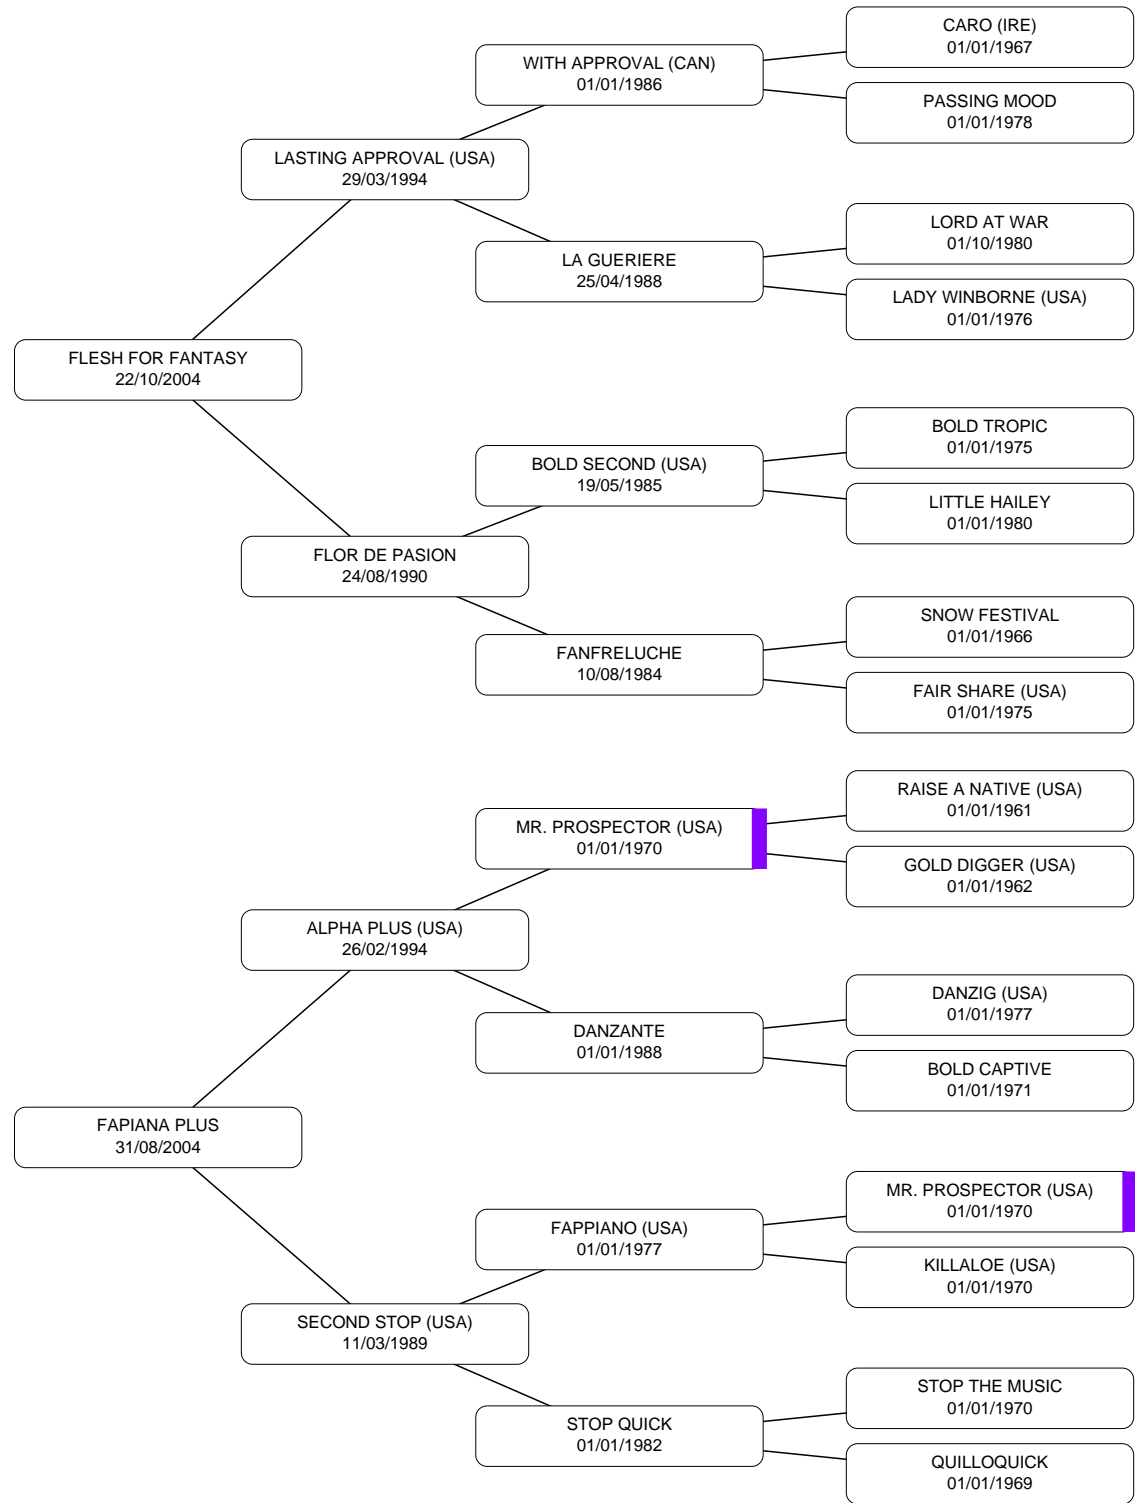 CARO (IRE)
01/01/1967
WITH APPROVAL (CAN)
01/01/1986
PASSING MOOD
01/01/1978
LASTING APPROVAL (USA)
29/03/1994
LORD AT WAR
01/10/1980
LA GUERIERE
25/04/1988
LADY WINBORNE (USA)
01/01/1976
FLESH FOR FANTASY
22/10/2004
BOLD TROPIC
01/01/1975
BOLD SECOND (USA)
19/05/1985
LITTLE HAILEY
01/01/1980
FLOR DE PASION
24/08/1990
SNOW FESTIVAL
01/01/1966
FANFRELUCHE
10/08/1984
FAIR SHARE (USA)
01/01/1975
RAISE A NATIVE (USA)
01/01/1961
MR. PROSPECTOR (USA)
01/01/1970
GOLD DIGGER (USA)
01/01/1962
ALPHA PLUS (USA)
26/02/1994
DANZIG (USA)
01/01/1977
DANZANTE
01/01/1988
BOLD CAPTIVE
01/01/1971
FAPIANA PLUS
31/08/2004
MR. PROSPECTOR (USA)
01/01/1970
FAPPIANO (USA)
01/01/1977
KILLALOE (USA)
01/01/1970
SECOND STOP (USA)
11/03/1989
STOP THE MUSIC
01/01/1970
STOP QUICK
01/01/1982
QUILLOQUICK
01/01/1969